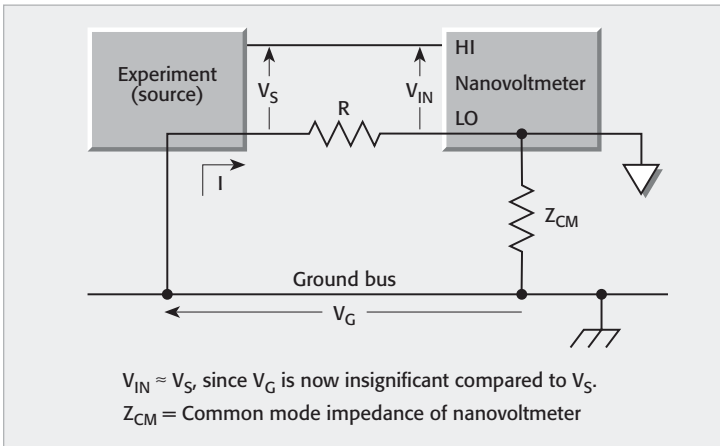 Experiment
(source)
V_S
R
V_IN
HI
Nanovoltmeter
LO
I
Z_CM
Ground bus
V_G
V_IN ≈ V_S, since V_G is now insignificant compared to V_S.
Z_CM = Common mode impedance of nanovoltmeter